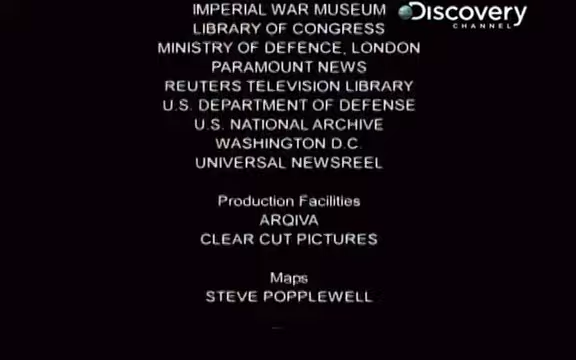 IMPERIAL WAR MUSEUM
Discovery
CHANNEL
LIBRARY OF CONGRESS
MINISTRY OF DEFENCE, LONDON
PARAMOUNT NEWS
REUTERS TELEVISION LIBRARY
U.S. DEPARTMENT OF DEFENSE
U.S. NATIONAL ARCHIVE
WASHINGTON D.C.
UNIVERSAL NEWSREEL
Production Facilities
ARQIVA
CLEAR CUT PICTURES
Maps
STEVE POPPLEWELL